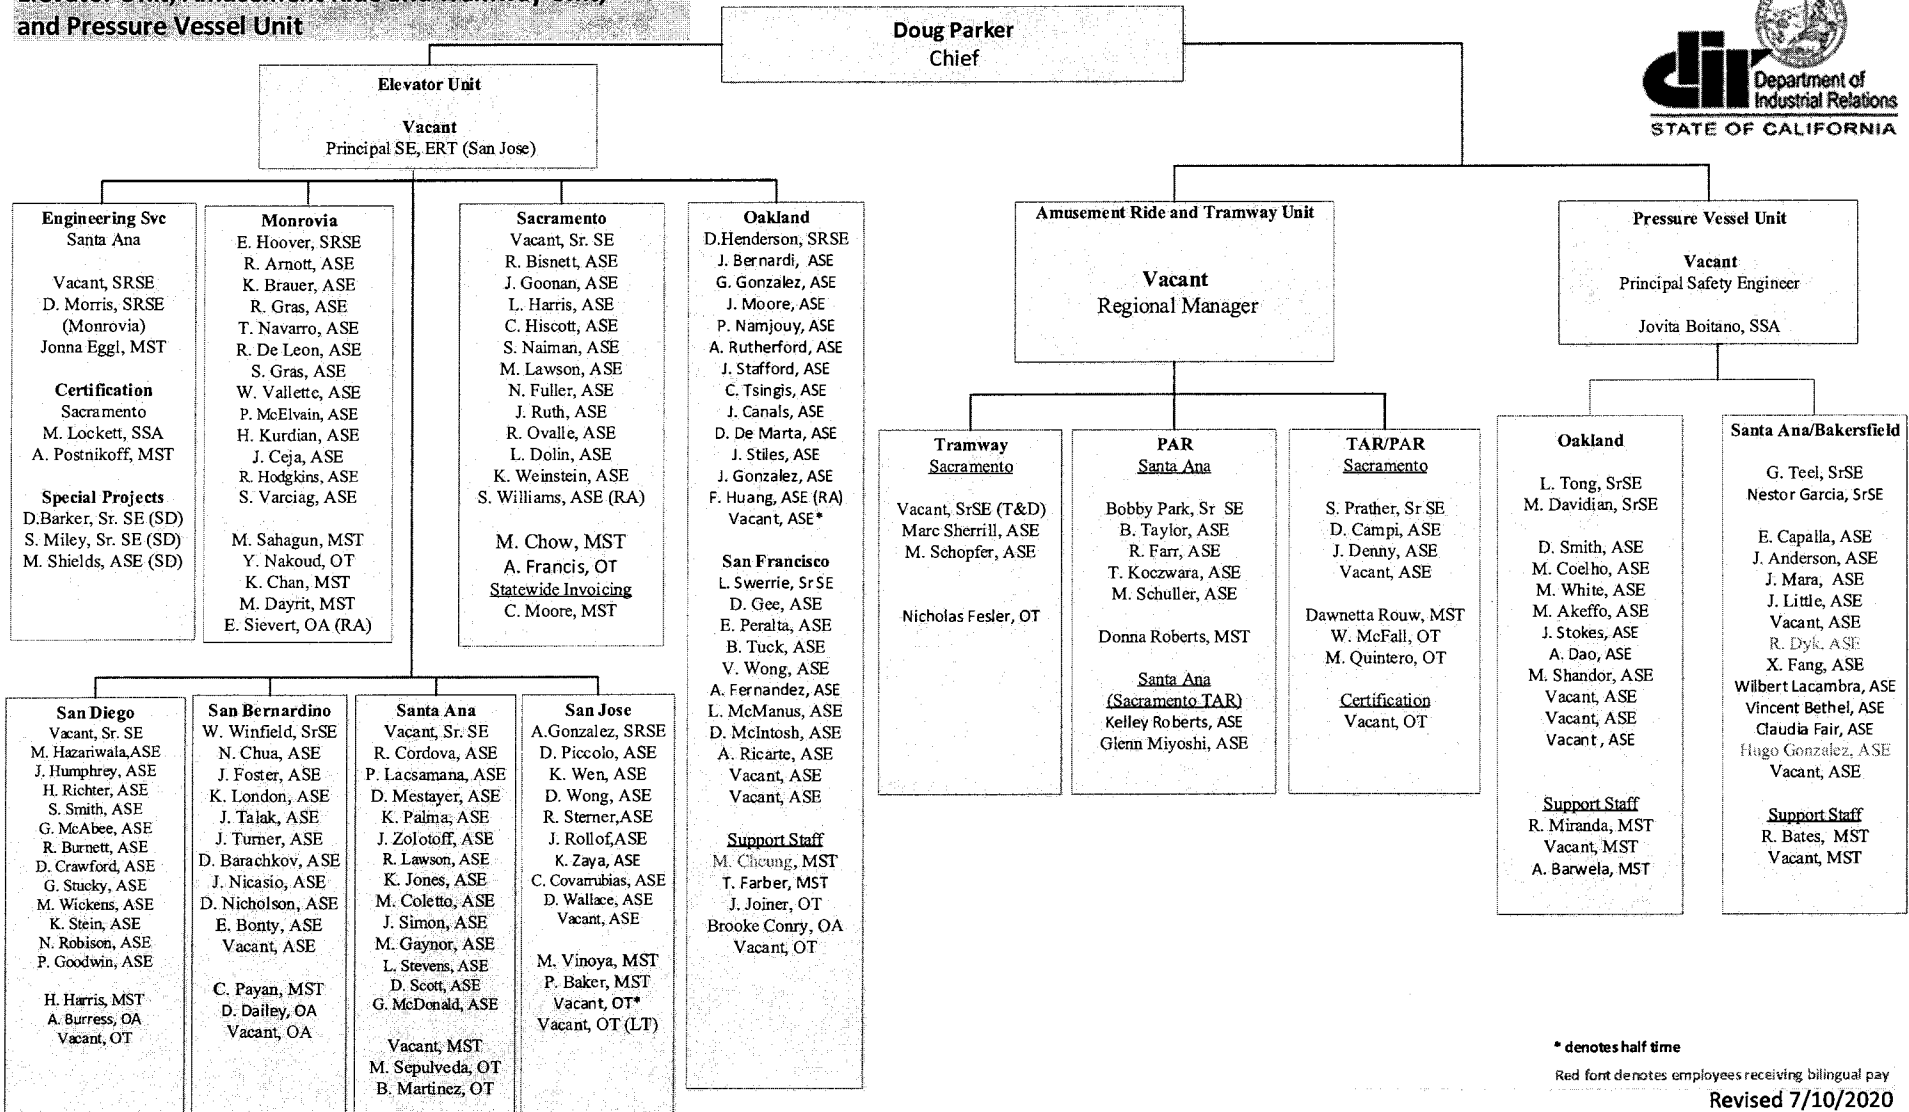 and Pressure Vessel Unit
Doug Parker
Chief
Department of
Industrial Relations
STATE OF CALIFORNIA
Elevator Unit
Vacant
Principal SE, ERT (San Jose)
Engineering Svc
Santa Ana
Vacant, SRSE
D. Morris, SRSE
(Monrovia)
Jonna Eggl, MST
Certification
Sacramento
M. Lockett, SSA
A. Postnikoff, MST
Special Projects
D.Barker, Sr. SE (SD)
S. Miley, Sr. SE (SD)
M. Shields, ASE (SD)
Monrovia
E. Hoover, SRSE
R. Arnott, ASE
K. Brauer, ASE
R. Gras, ASE
T. Navarro, ASE
R. De Leon, ASE
S. Gras, ASE
W. Vallette, ASE
P. McElvain, ASE
H. Kurdian, ASE
J. Ceja, ASE
R. Hodgkins, ASE
S. Varciag, ASE
M. Sahagun, MST
Y. Nakoud, OT
K. Chan, MST
M. Dayrit, MST
E. Sievert, OA (RA)
Sacramento
Vacant, Sr. SE
R. Bisnett, ASE
J. Goonan, ASE
L. Harris, ASE
C. Hiscott, ASE
S. Naiman, ASE
M. Lawson, ASE
N. Fuller, ASE
J. Ruth, ASE
R. Ovalle, ASE
L. Dolin, ASE
K. Weinstein, ASE
S. Williams, ASE (RA)
M. Chow, MST
A. Francis, OT
Statewide Invoicing
C. Moore, MST
Oakland
D.Henderson, SRSE
J. Bernardi, ASE
G. Gonzalez, ASE
J. Moore, ASE
P. Namjouy, ASE
A. Rutherford, ASE
J. Stafford, ASE
C. Tsingis, ASE
J. Canals, ASE
D. De Marta, ASE
J. Stiles, ASE
J. Gonzalez, ASE
F. Huang, ASE (RA)
Vacant, ASE*
San Francisco
L. Swerrie, Sr SE
D. Gee, ASE
E. Peralta, ASE
B. Tuck, ASE
V. Wong, ASE
A. Fernandez, ASE
L. McManus, ASE
D. McIntosh, ASE
A. Ricarte, ASE
Vacant, ASE
Vacant, ASE
Support Staff
M. Cheung, MST
T. Farber, MST
J. Joiner, OT
Brooke Conry, OA
Vacant, OT
San Diego
Vacant, Sr. SE
M. Hazariwala,ASE
J. Humphrey, ASE
H. Richter, ASE
S. Smith, ASE
G. McAbee, ASE
R. Burnett, ASE
D. Crawford, ASE
G. Stucky, ASE
M. Wickens, ASE
K. Stein, ASE
N. Robison, ASE
P. Goodwin, ASE
H. Harris, MST
A. Burress, OA
Vacant, OT
San Bernardino
W. Winfield, SrSE
N. Chua, ASE
J. Foster, ASE
K. London, ASE
J. Talak, ASE
J. Turner, ASE
D. Barachkov, ASE
J. Nicasio, ASE
D. Nicholson, ASE
E. Bonty, ASE
Vacant, ASE
C. Payan, MST
D. Dailey, OA
Vacant, OA
Santa Ana
Vacant, Sr. SE
R. Cordova, ASE
P. Lacsamana, ASE
D. Mestayer, ASE
K. Palma, ASE
J. Zolotoff, ASE
R. Lawson, ASE
K. Jones, ASE
M. Coletto, ASE
J. Simon, ASE
M. Gaynor, ASE
L. Stevens, ASE
D. Scott, ASE
G. McDonald, ASE
Vacant, MST
M. Sepulveda, OT
B. Martinez, OT
San Jose
A.Gonzalez, SRSE
D. Piccolo, ASE
K. Wen, ASE
D. Wong, ASE
R. Sterner,ASE
J. Rollof,ASE
K. Zaya, ASE
C. Covarrubias, ASE
D. Wallace, ASE
Vacant, ASE
M. Vinoya, MST
P. Baker, MST
Vacant, OT*
Vacant, OT (LT)
Amusement Ride and Tramway Unit
Vacant
Regional Manager
Tramway
Sacramento
Vacant, SrSE (T&D)
Marc Sherrill, ASE
M. Schopfer, ASE
Nicholas Fesler, OT
PAR
Santa Ana
Bobby Park, Sr SE
B. Taylor, ASE
R. Farr, ASE
T. Koczwara, ASE
M. Schuller, ASE
Donna Roberts, MST
Santa Ana
(Sacramento TAR)
Kelley Roberts, ASE
Glenn Miyoshi, ASE
TAR/PAR
Sacramento
S. Prather, Sr SE
D. Campi, ASE
J. Denny, ASE
Vacant, ASE
Dawnetta Rouw, MST
W. McFall, OT
M. Quintero, OT
Certification
Vacant, OT
Pressure Vessel Unit
Vacant
Principal Safety Engineer
Jovita Boitano, SSA
Oakland
L. Tong, SrSE
M. Davidian, SrSE
D. Smith, ASE
M. Coelho, ASE
M. White, ASE
M. Akeffo, ASE
J. Stokes, ASE
A. Dao, ASE
M. Shandor, ASE
Vacant, ASE
Vacant, ASE
Vacant, ASE
Support Staff
R. Miranda, MST
Vacant, MST
A. Barwela, MST
Santa Ana/Bakersfield
G. Teel, SrSE
Nestor Garcia, SrSE
E. Capalla, ASE
J. Anderson, ASE
J. Mara, ASE
J. Little, ASE
Vacant, ASE
R. Dyk, ASE
X. Fang, ASE
Wilbert Lacambra, ASE
Vincent Bethel, ASE
Claudia Fair, ASE
Hugo Gonzalez, ASE
Vacant, ASE
Support Staff
R. Bates, MST
Vacant, MST
* denotes half time
Red font denotes employees receiving bilingual pay
Revised 7/10/2020